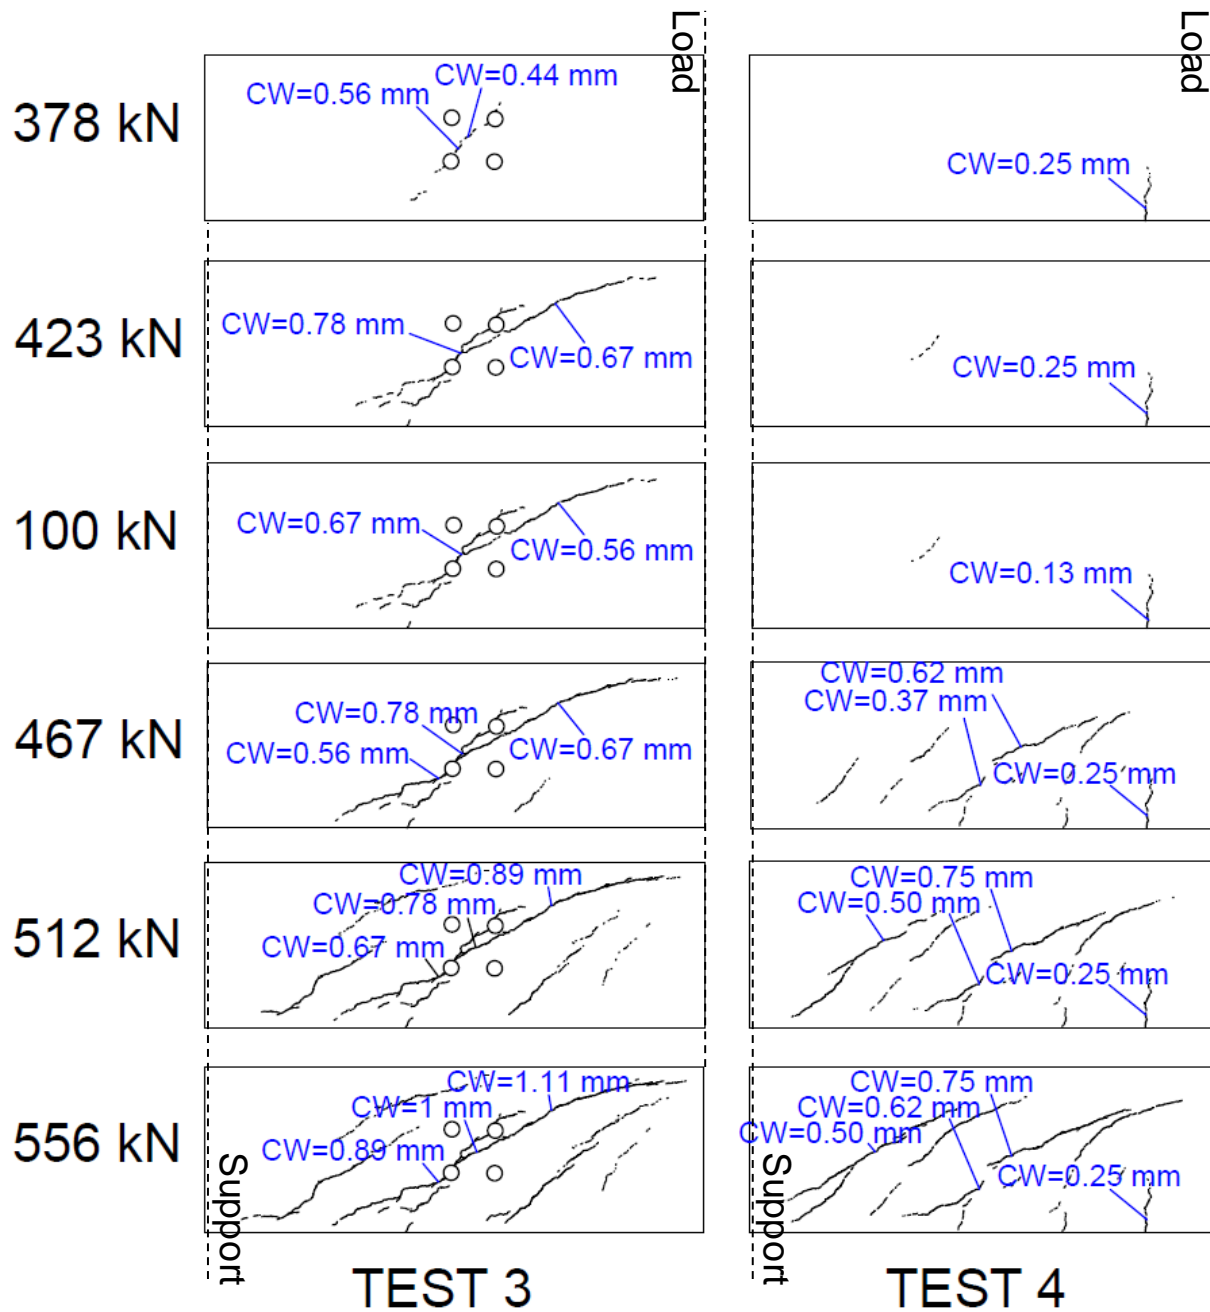 Load
Load
378 kN
CW=0.56 mm
CW=0.44 mm
CW=0.25 mm
423 kN
CW=0.78 mm
CW=0.67 mm
CW=0.25 mm
100 kN
CW=0.67 mm
CW=0.56 mm
CW=0.13 mm
467 kN
CW=0.78 mm
CW=0.56 mm
CW=0.67 mm
CW=0.62 mm
CW=0.37 mm
CW=0.25 mm
512 kN
CW=0.89 mm
CW=0.78 mm
CW=0.67 mm
CW=0.75 mm
CW=0.50 mm
CW=0.25 mm
556 kN
CW=1.11 mm
CW=1 mm
CW=0.89 mm
CW=0.75 mm
CW=0.62 mm
CW=0.50 mm
CW=0.25 mm
Support
Support
TEST 3
TEST 4